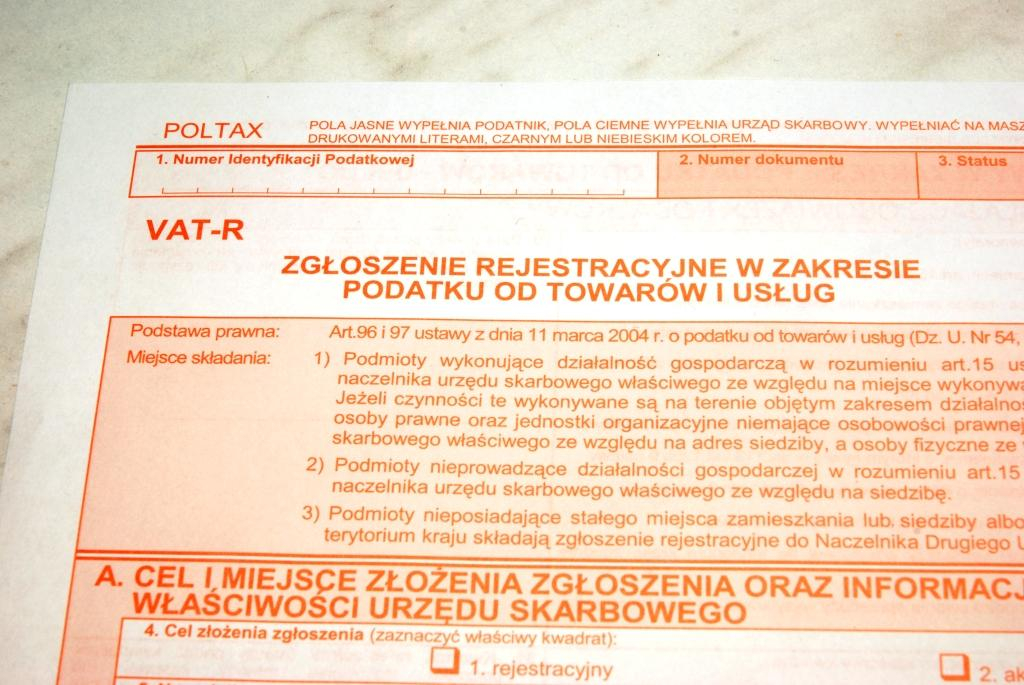 POLTAX
POLA JASNE WYPEŁNIA PODATNIK, POLA CIEMNE WYPEŁNIA URZĄD SKARBOWY. WYPEŁNIAĆ NA MASZ
DRUKOWANYMI LITERAMI, CZARNYM LUB NIEBIESKIM KOLOREM.
1. Numer Identyfikacji Podatkowej
2. Numer dokumentu
3. Status
VAT-R
ZGŁOSZENIE REJESTRACYJNE W ZAKRESIE
PODATKU OD TOWARÓW I USŁUG
Podstawa prawna: Art.96 i 97 ustawy z dnia 11 marca 2004 r. o podatku od towarów i usług (Dz. U. Nr 54,
Miejsce składania: 1) Podmioty wykonujące działalność gospodarczą w rozumieniu art.15 us
naczelnika urzędu skarbowego właściwego ze względu na miejsce wykonywa
Jeżeli czynności te wykonywane są na terenie objętym zakresem działalnoś
osoby prawne oraz jednostki organizacyjne niemające osobowości prawnej
skarbowego właściwego ze względu na adres siedziby, a osoby fizyczne ze
2) Podmioty nieprowadzące działalności gospodarczej w rozumieniu art.15
naczelnika urzędu skarbowego właściwego ze względu na siedzibę.
3) Podmioty nieposiadające stałego miejsca zamieszkania lub siedziby albo
terytorium kraju składają zgłoszenie rejestracyjne do Naczelnika Drugiego U
A. CEL I MIEJSCE ZŁOŻENIA ZGŁOSZENIA ORAZ INFORMACJ
WŁAŚCIWOŚCI URZĘDU SKARBOWEGO
4. Cel złożenia zgłoszenia (zaznaczyć właściwy kwadrat):
1. rejestracyjny
2. ak